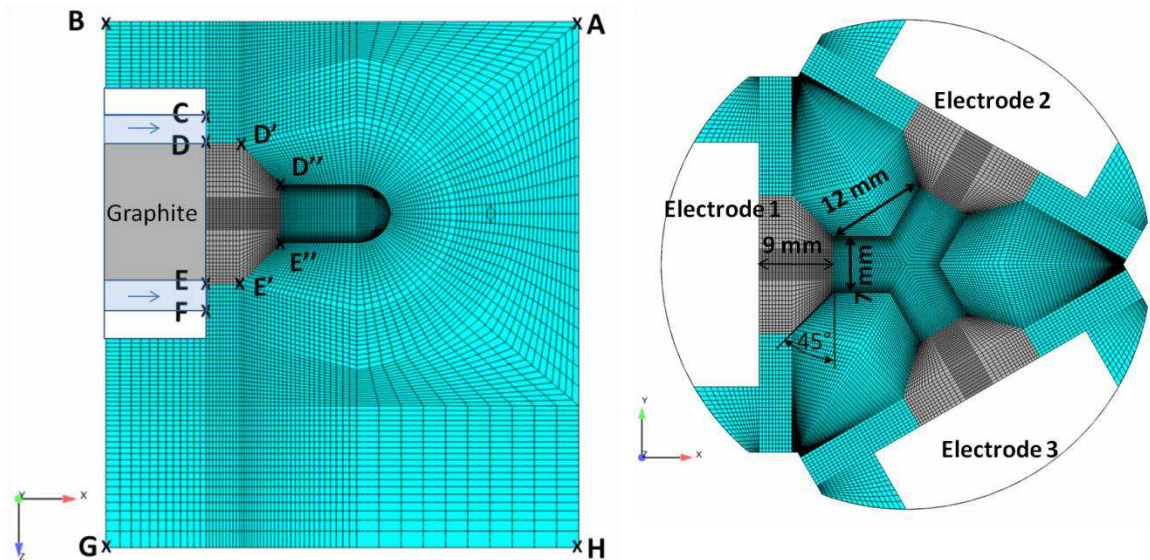 B
A
C
D
D'
D''
Graphite
E''
E
E'
F
G
H
Y
X
Z
Electrode 2
12 mm
Electrode 1
9 mm
7 mm
45°
Electrode 3
Y
Z
X